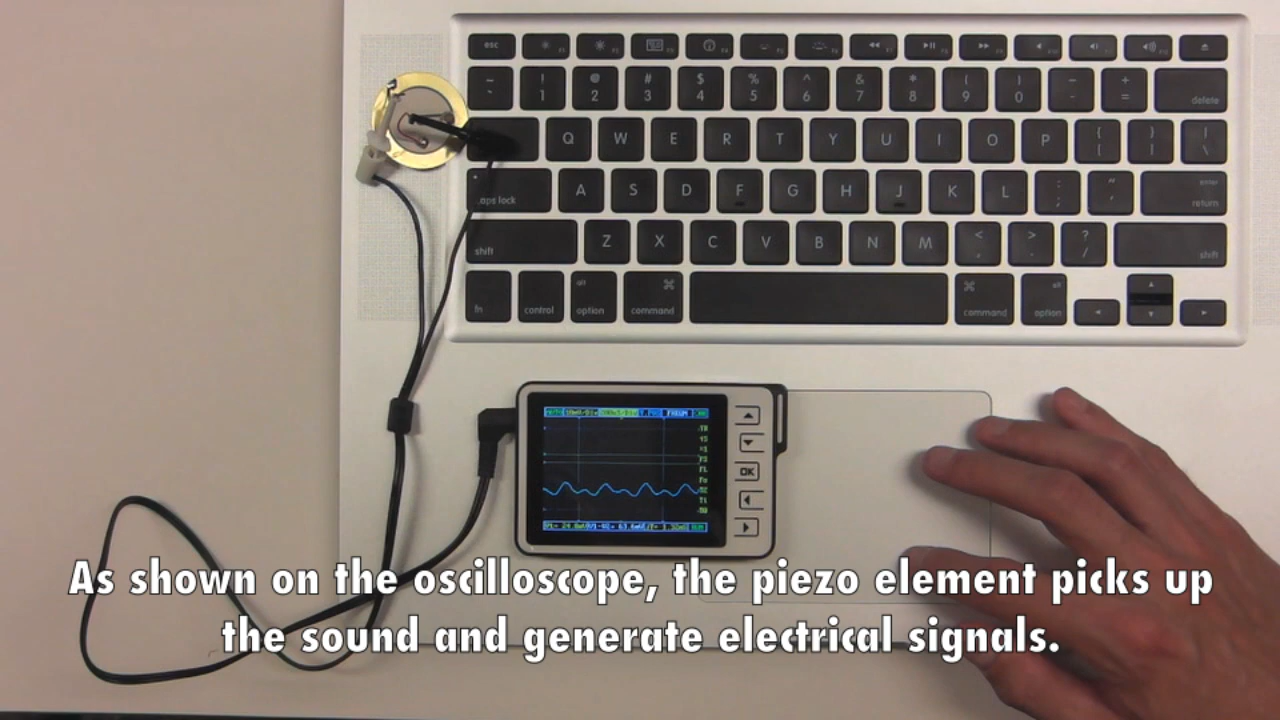 esc
~ ! @ # $ % ^ & * ( ) - +
` 1 2 3 4 5 6 7 8 9 0 - =
delete
Q W E R T Y U I O P { } |
[ ] \
A S D F G H J K L : "
; '
enter
return
shift Z X C V B N M < > ? shift
, . /
fn control option command command option
alt alt
OK
As shown on the oscilloscope, the piezo element picks up
the sound and generate electrical signals.